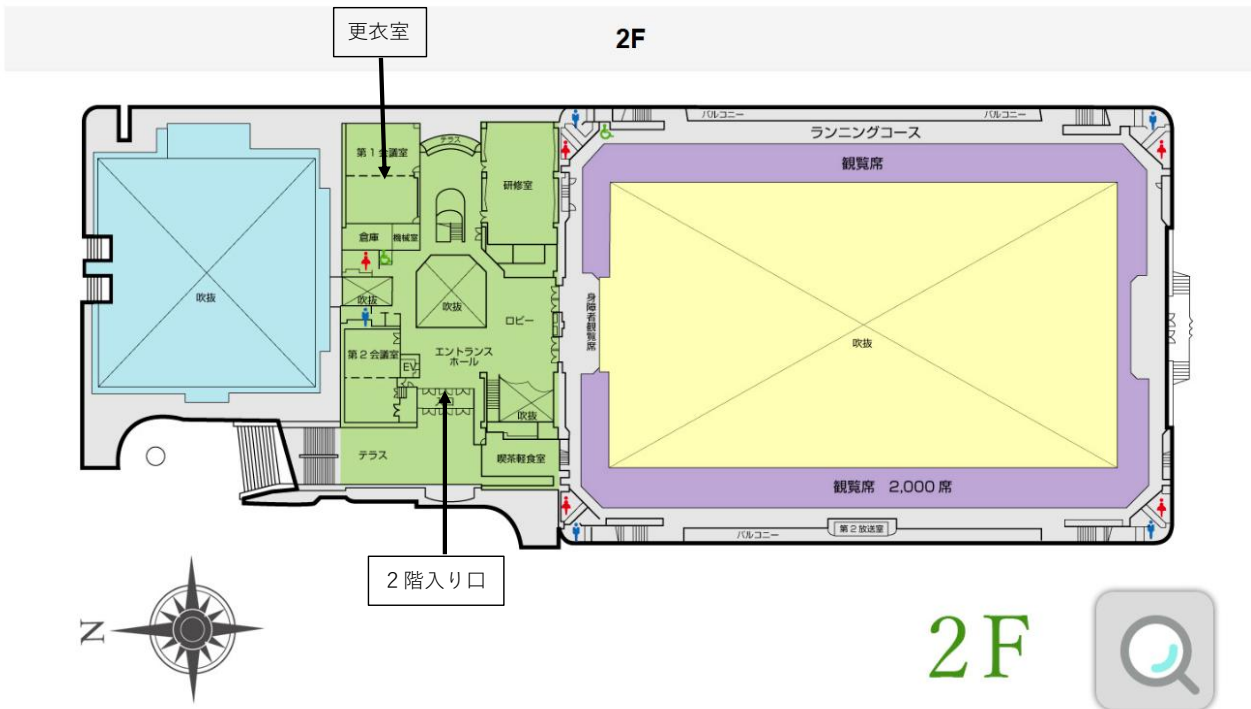 更衣室
2F
バルコニー
バルコニー
ランニングコース
テラス
第1会議室
観覧席
研修室
倉庫
機械室
吹抜
吹抜
吹抜
ロビー
身障者観覧席
吹抜
第2会議室
EV
エントランス
ホール
吹抜
テラス
喫茶軽食室
観覧席 2,000席
第2放送室
バルコニー
2階入り口
N
2F